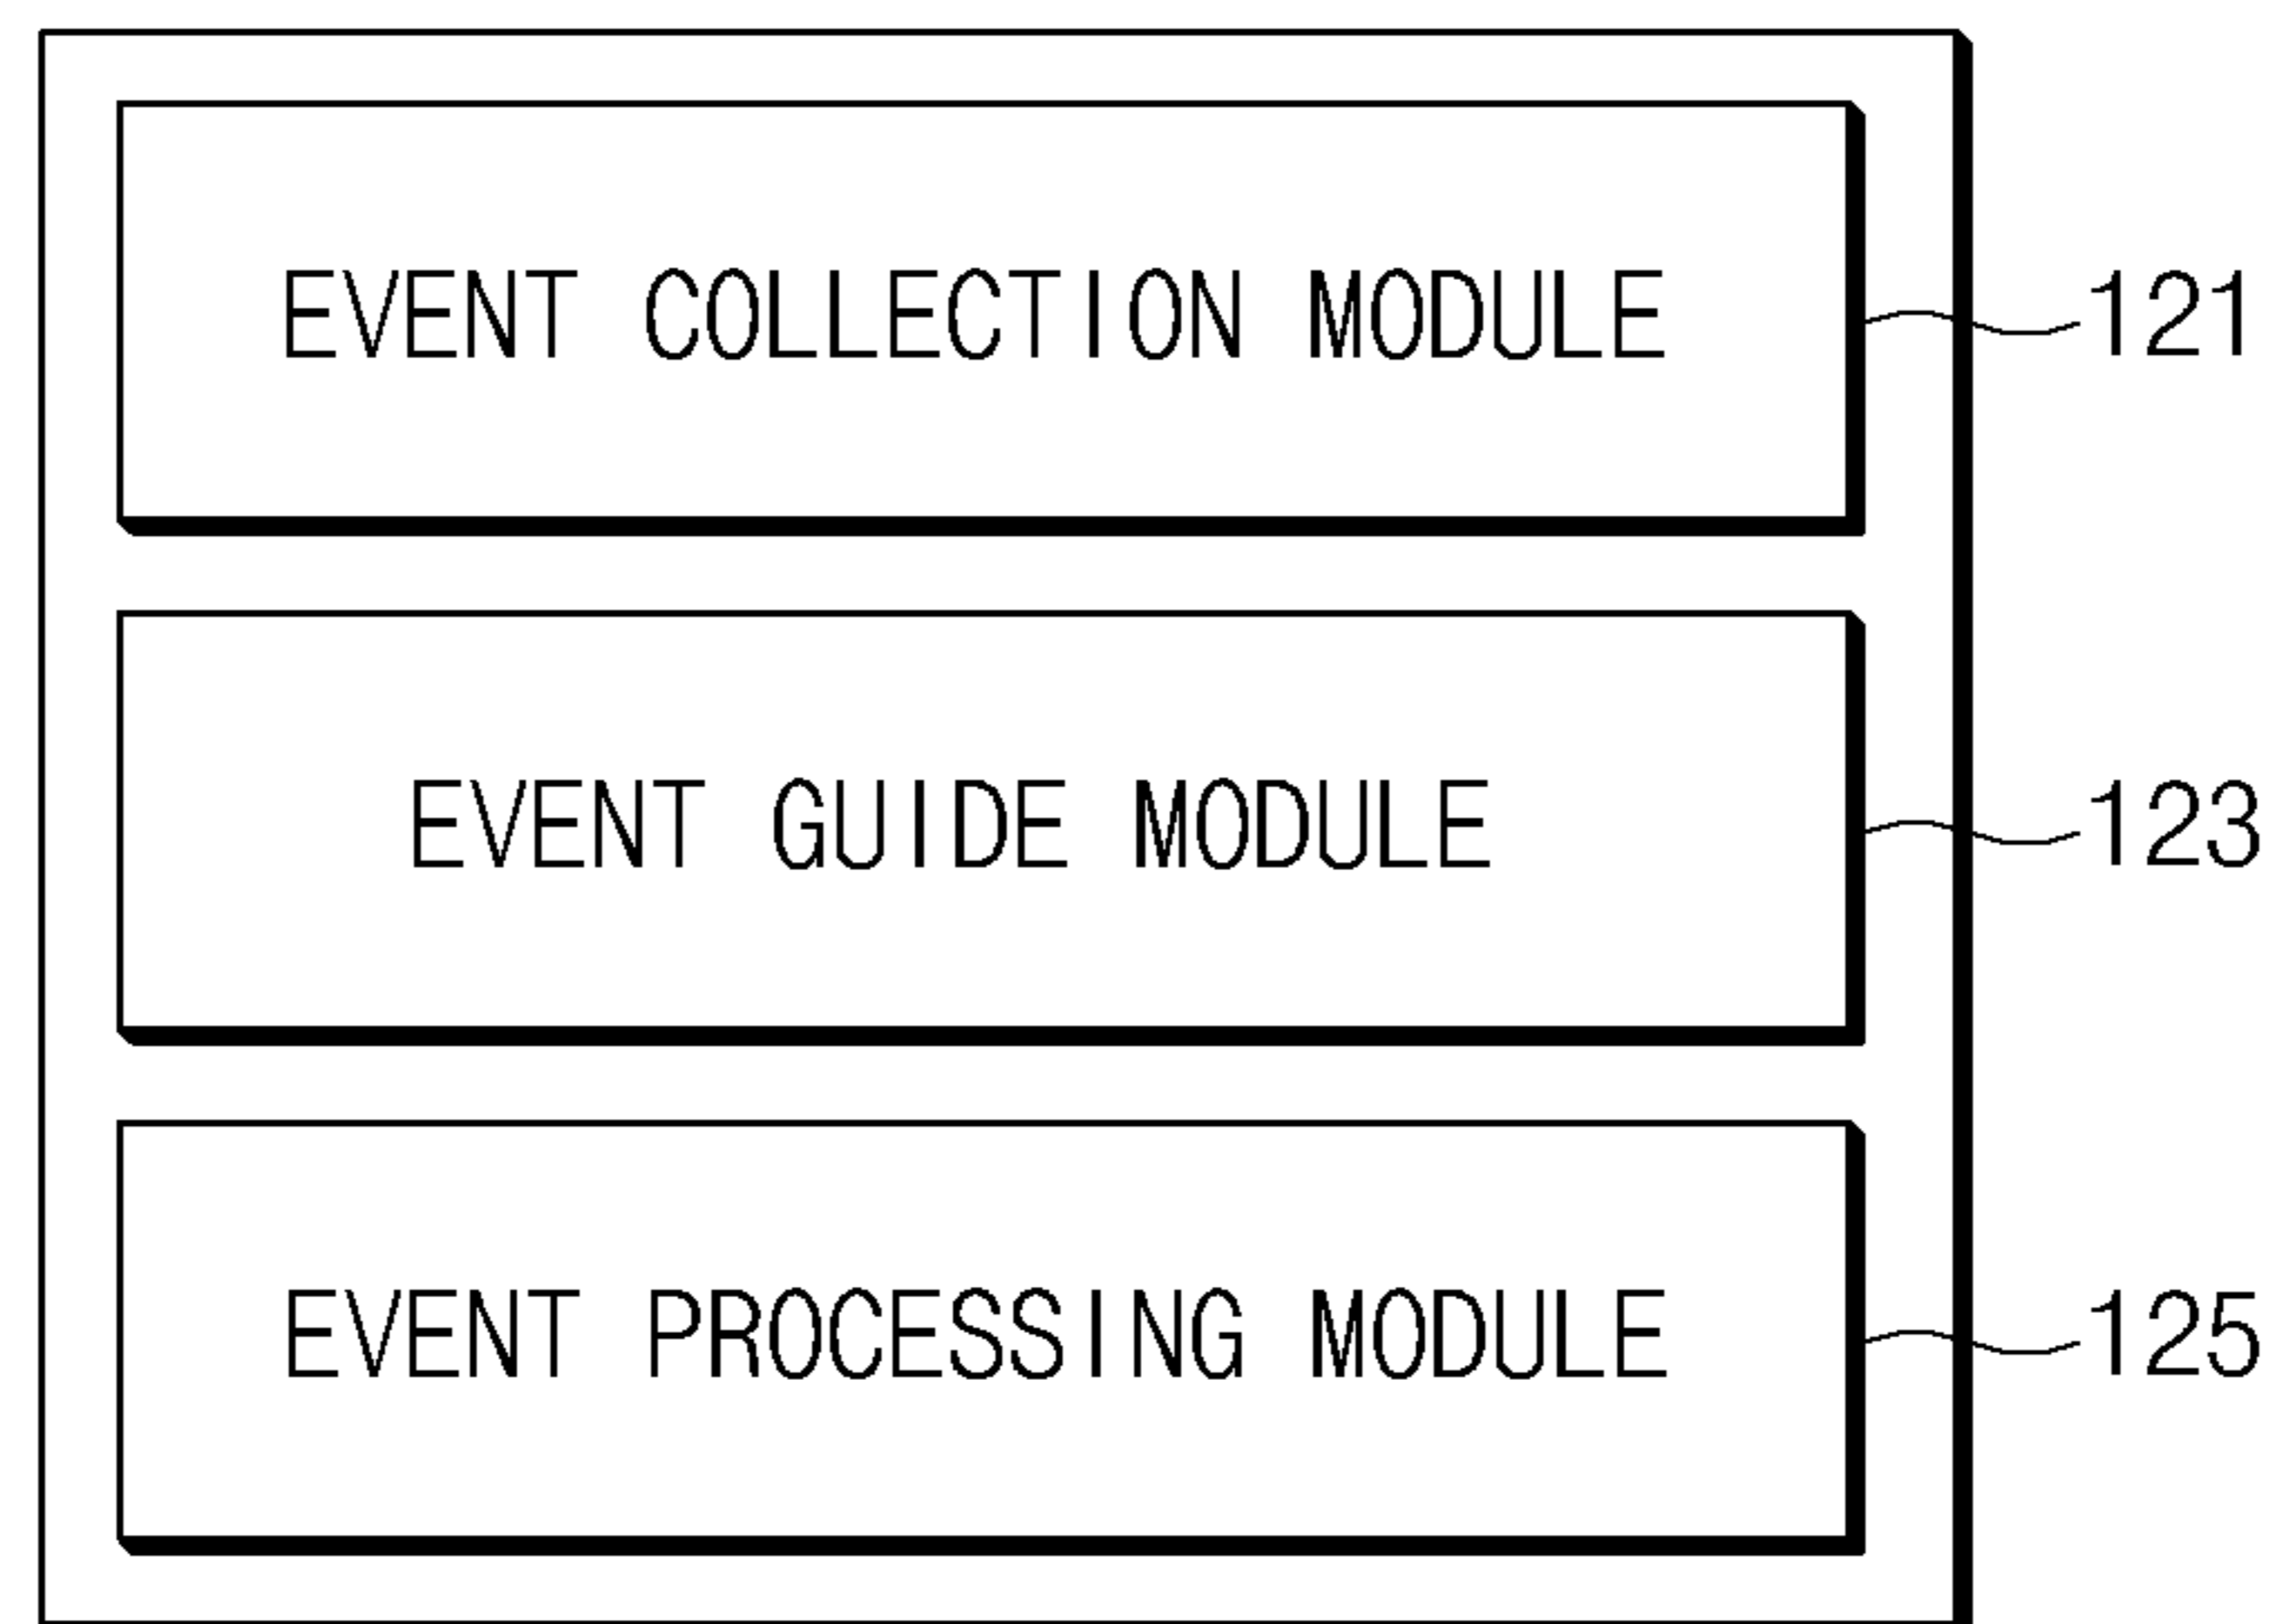 EVENT COLLECTION MODULE 121
EVENT GUIDE MODULE 123
EVENT PROCESSING MODULE 125